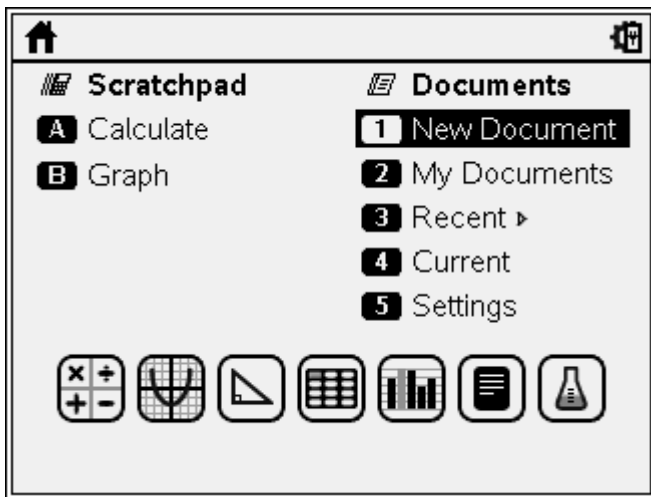 Scratchpad
A Calculate
B Graph
Documents
1 New Document
2 My Documents
3 Recent
4 Current
5 Settings